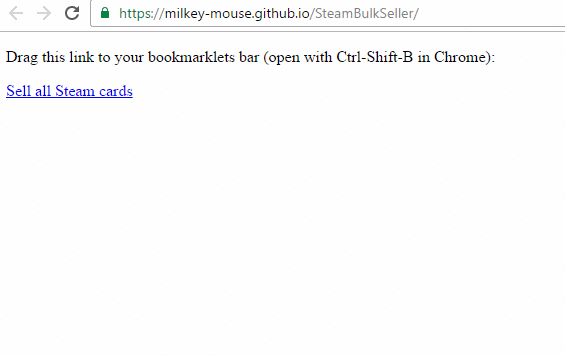 https://milkey-mouse.github.io/SteamBulkSeller/
Drag this link to your bookmarklets bar (open with Ctrl-Shift-B in Chrome):
Sell all Steam cards